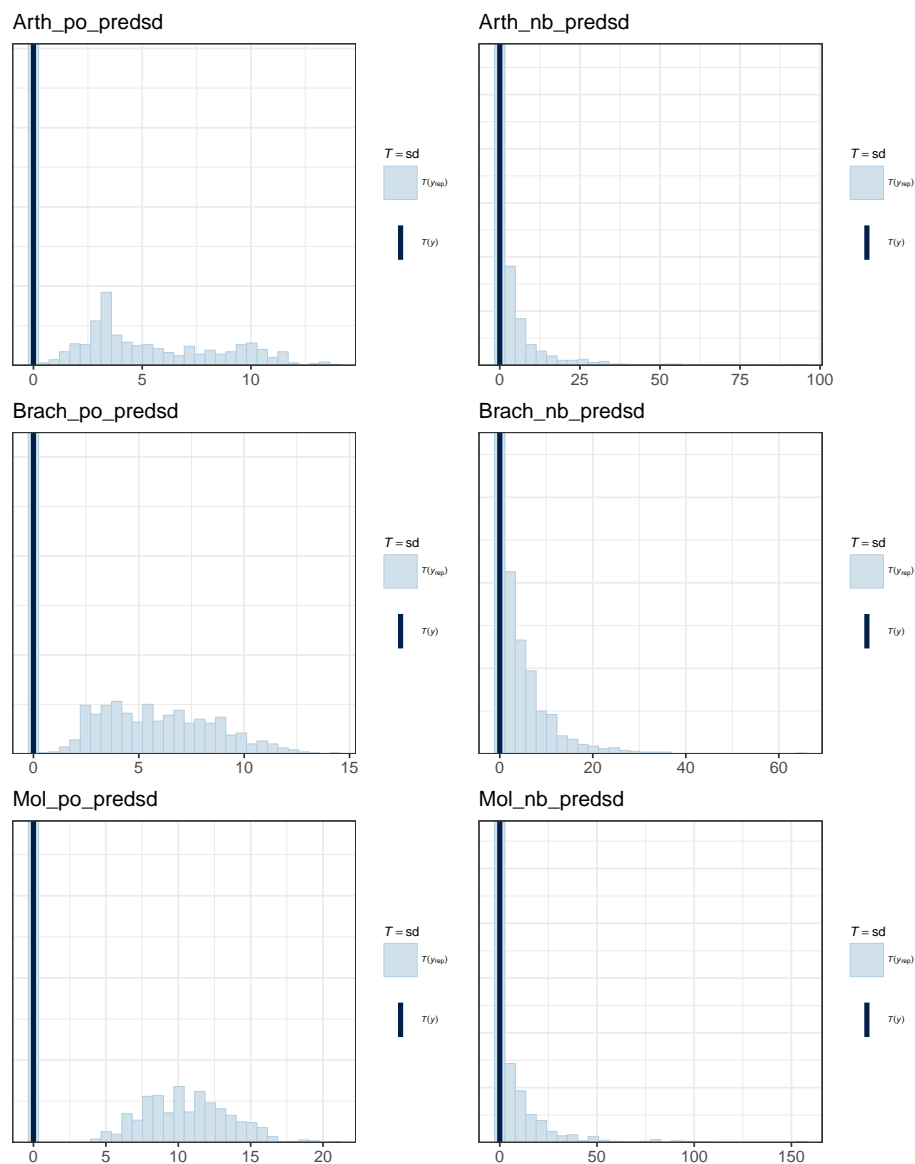 Arth_po_predsd
Arth_nb_predsd
T = sd
T(yrep)
T(y)
0 5 10
T = sd
T(yrep)
T(y)
0 25 50 75 100
Brach_po_predsd
Brach_nb_predsd
T = sd
T(yrep)
T(y)
0 5 10 15
T = sd
T(yrep)
T(y)
0 20 40 60
Mol_po_predsd
Mol_nb_predsd
T = sd
T(yrep)
T(y)
0 5 10 15 20
T = sd
T(yrep)
T(y)
0 50 100 150